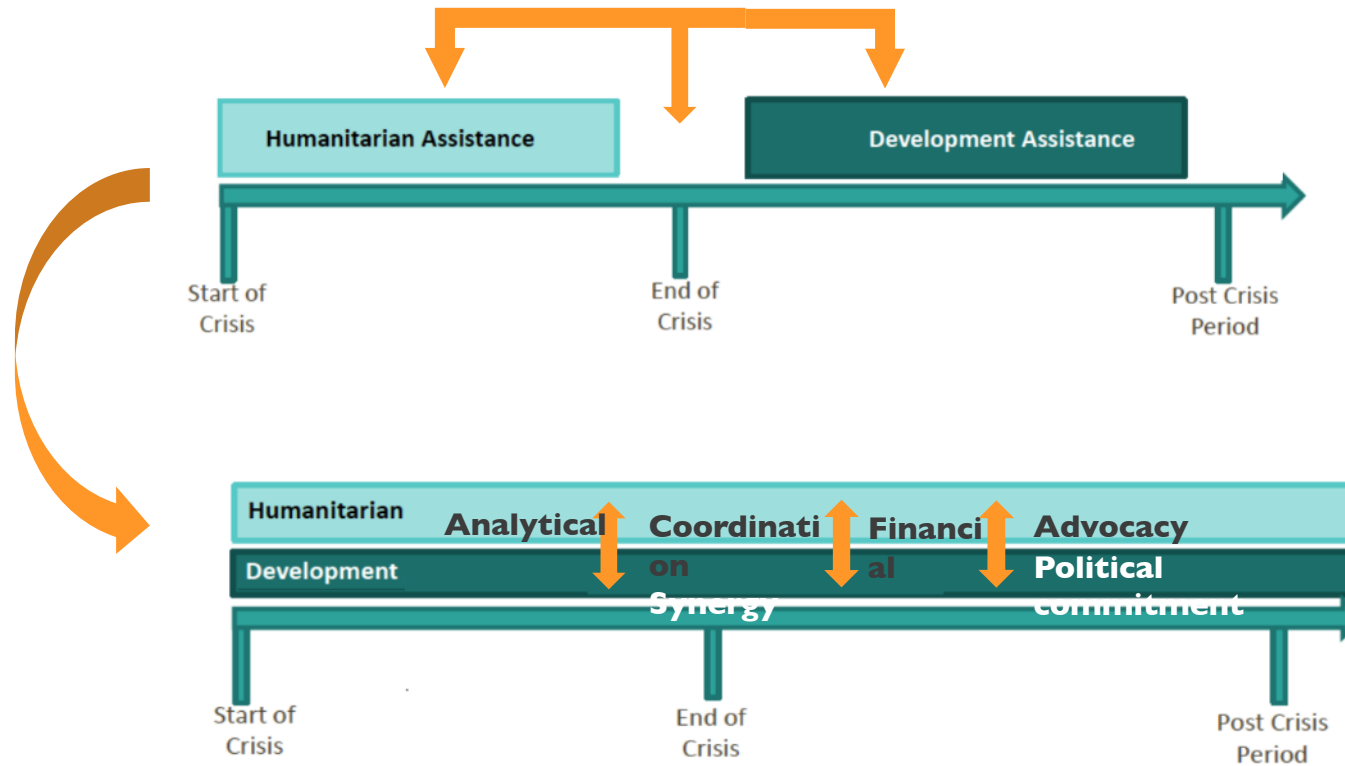 Humanitarian Assistance
Development Assistance
Start of
Crisis
End of
Crisis
Post Crisis
Period
Humanitarian
Development
Analytical
Coordinati
on
Synergy
Financi
al
Advocacy
Political
commitment
Start of
Crisis
End of
Crisis
Post Crisis
Period